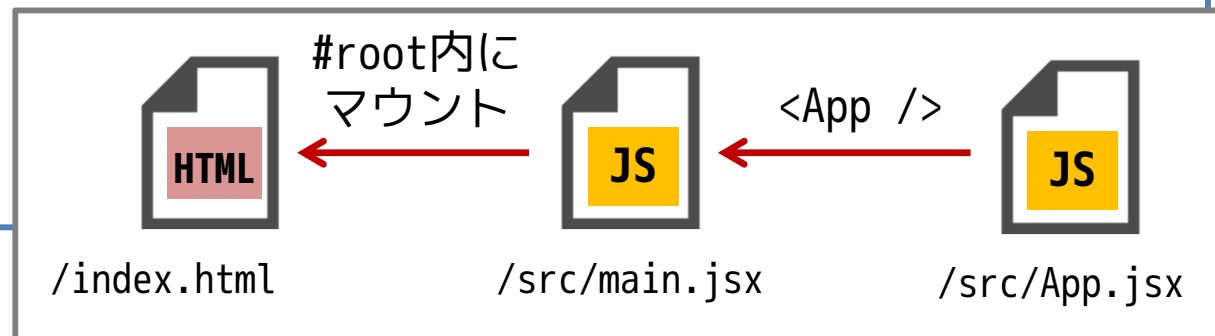 #root内に
マウント
<App />
HTML
JS
JS
/index.html
/src/main.jsx
/src/App.jsx